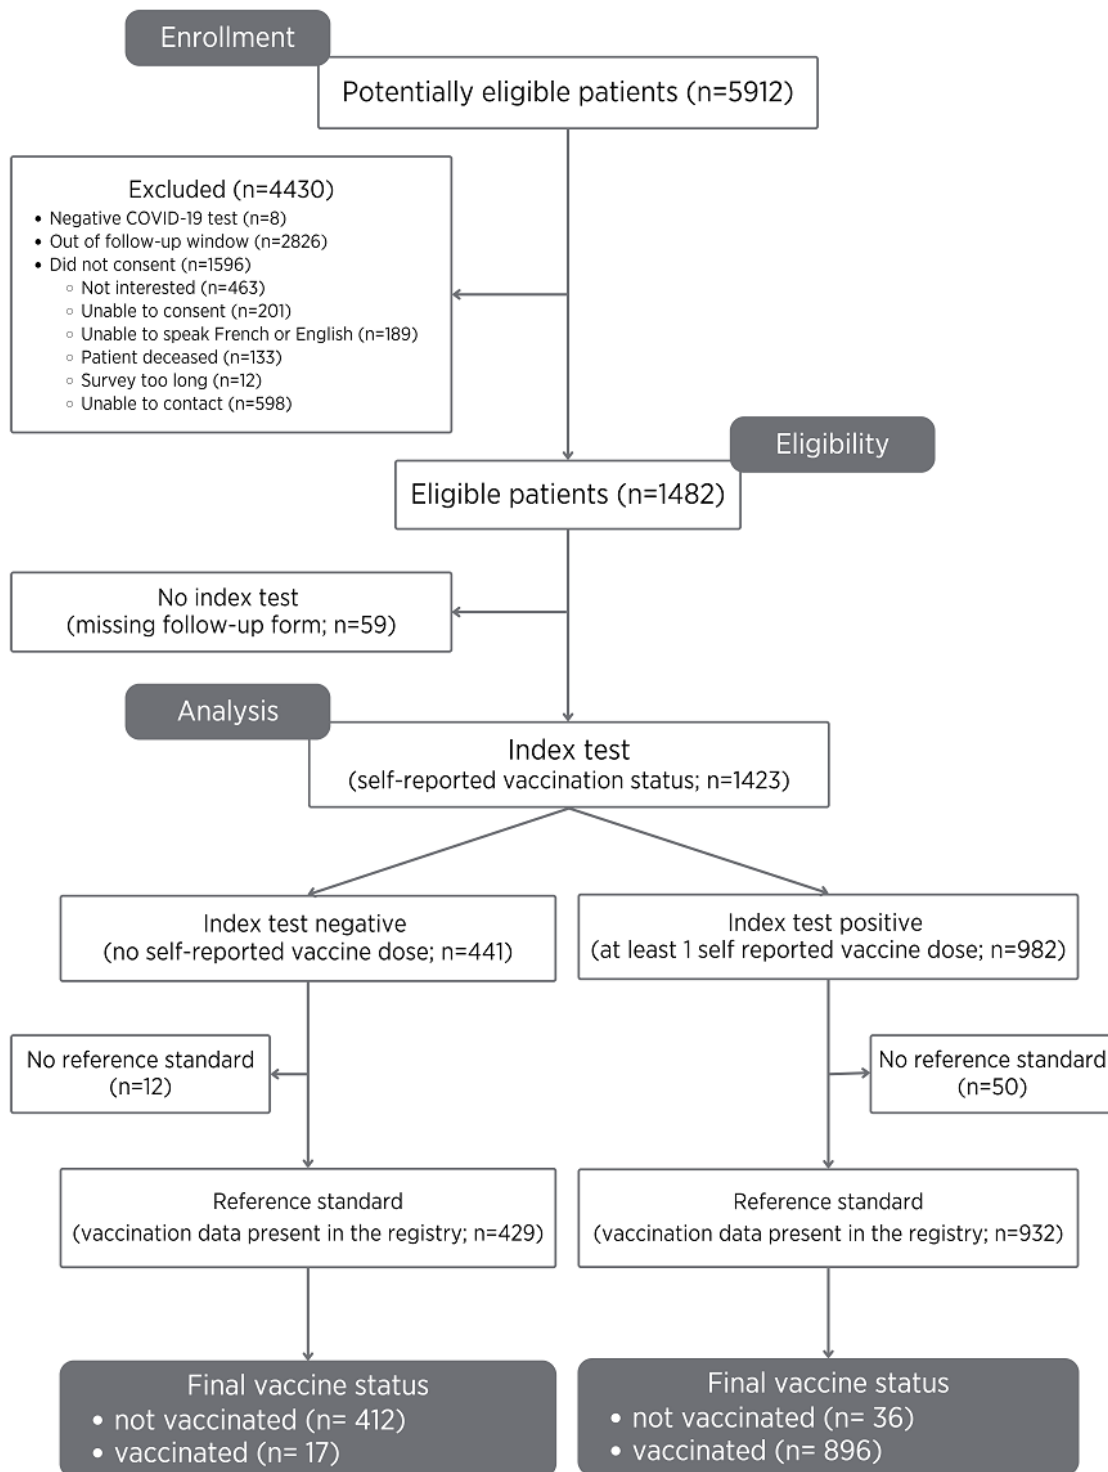 Enrollment
Potentially eligible patients (n=5912)
Excluded (n=4430)
• Negative COVID-19 test (n=8)
• Out of follow-up window (n=2826)
• Did not consent (n=1596)
◦ Not interested (n=463)
◦ Unable to consent (n=201)
◦ Unable to speak French or English (n=189)
◦ Patient deceased (n=133)
◦ Survey too long (n=12)
◦ Unable to contact (n=598)
Eligibility
Eligible patients (n=1482)
No index test
(missing follow-up form; n=59)
Analysis
Index test
(self-reported vaccination status; n=1423)
Index test negative
(no self-reported vaccine dose; n=441)
Index test positive
(at least 1 self reported vaccine dose; n=982)
No reference standard
(n=12)
No reference standard
(n=50)
Reference standard
(vaccination data present in the registry; n=429)
Reference standard
(vaccination data present in the registry; n=932)
Final vaccine status
• not vaccinated (n= 412)
• vaccinated (n= 17)
Final vaccine status
• not vaccinated (n= 36)
• vaccinated (n= 896)